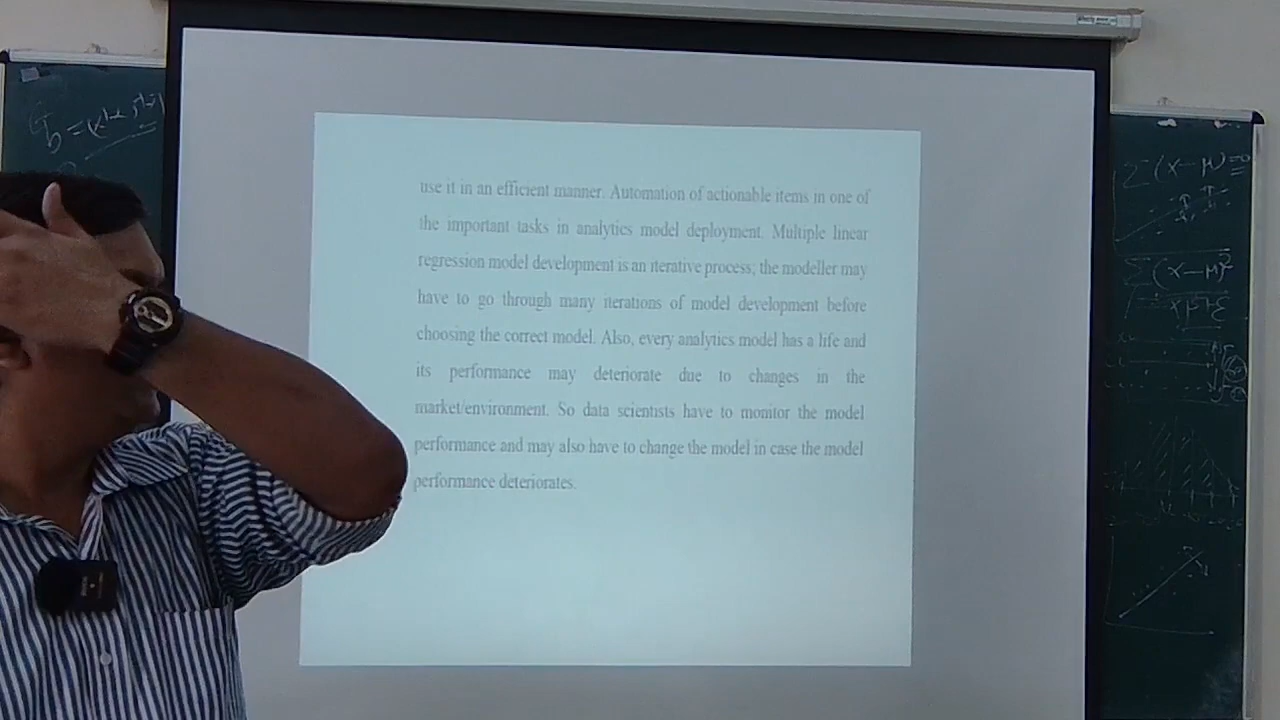 use it in an efficient manner. Automation of actionable items in one of
the important tasks in analytics model deployment. Multiple linear
regression model development is an iterative process; the modeller may
have to go through many iterations of model development before
choosing the correct model. Also, every analytics model has a life and
its performance may deteriorate due to changes in the
market/environment. So data scientists have to monitor the model
performance and may also have to change the model in case the model
performance deteriorates.
Σ(x-μ)=0
(x-μ)²